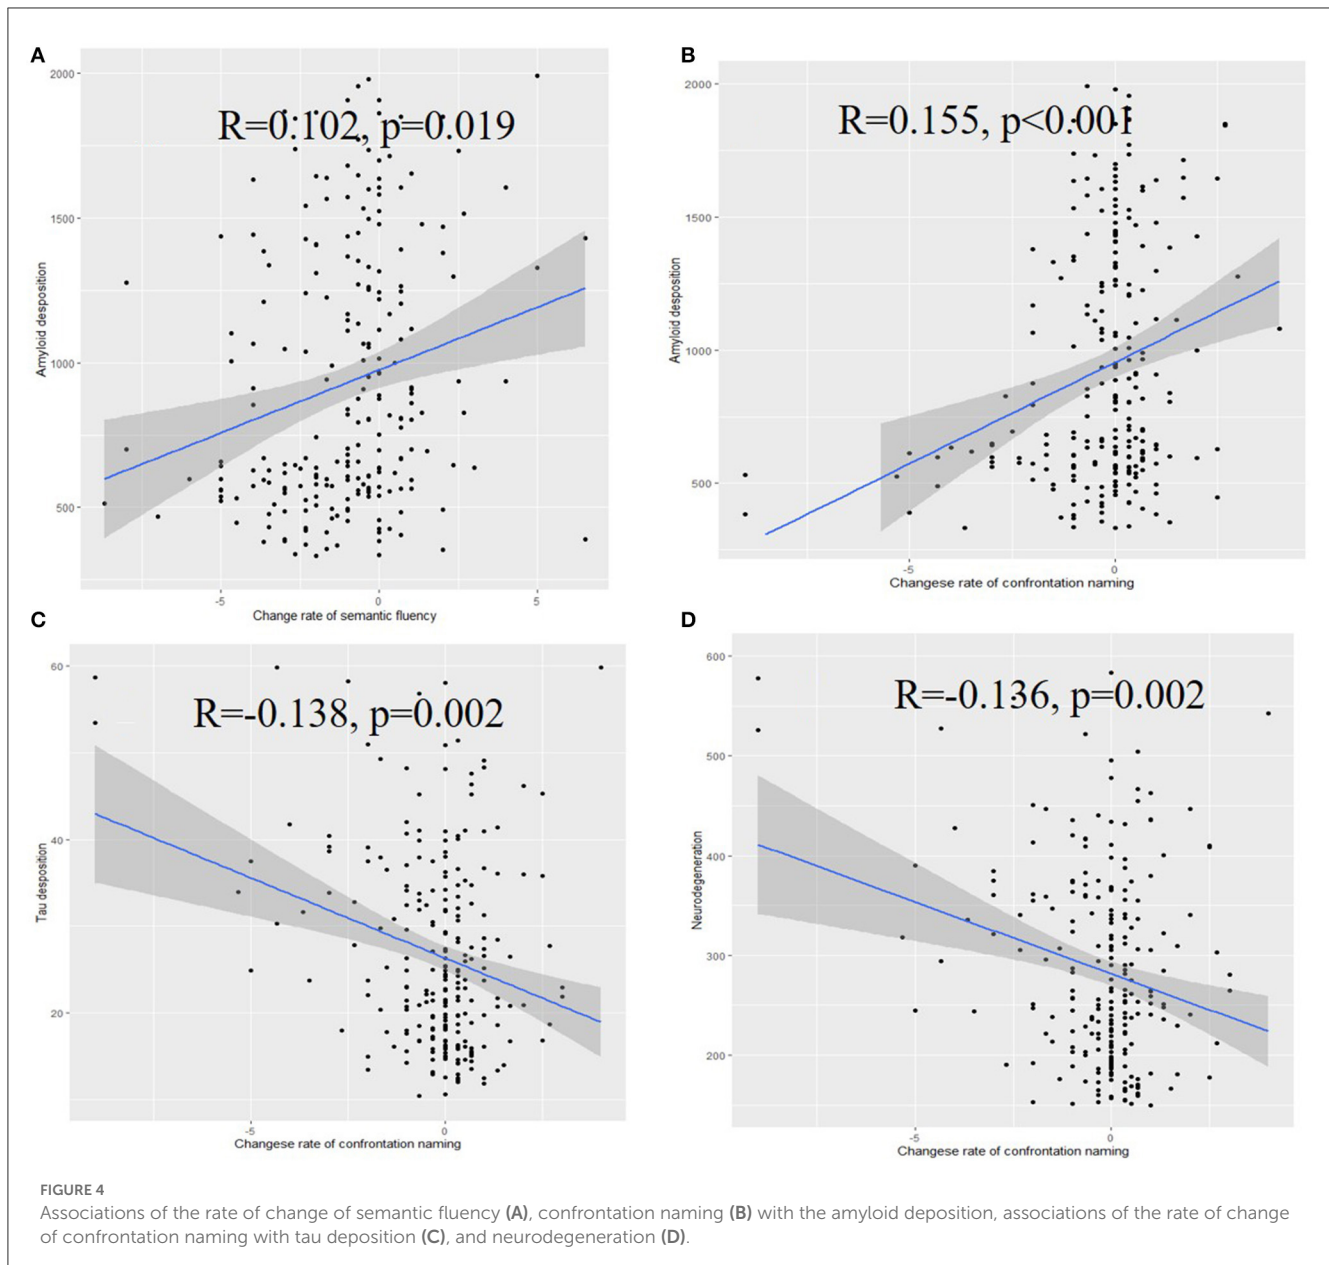 A
2000
1500
1000
500
Amyloid desposition
R=0.102, p=0.019
-5
0
5
Change rate of semantic fluency
B
2000
1500
1000
500
Amyloid desposition
R=0.155, p<0.001
-5
0
Changese rate of confrontation naming
C
60
40
20
Tau desposition
R=-0.138, p=0.002
-5
0
Changese rate of confrontation naming
D
600
500
400
300
200
Neurodegeneration
R=-0.136, p=0.002
-5
0
Changese rate of confrontation naming
FIGURE 4
Associations of the rate of change of semantic fluency (A), confrontation naming (B) with the amyloid deposition, associations of the rate of change
of confrontation naming with tau deposition (C), and neurodegeneration (D).